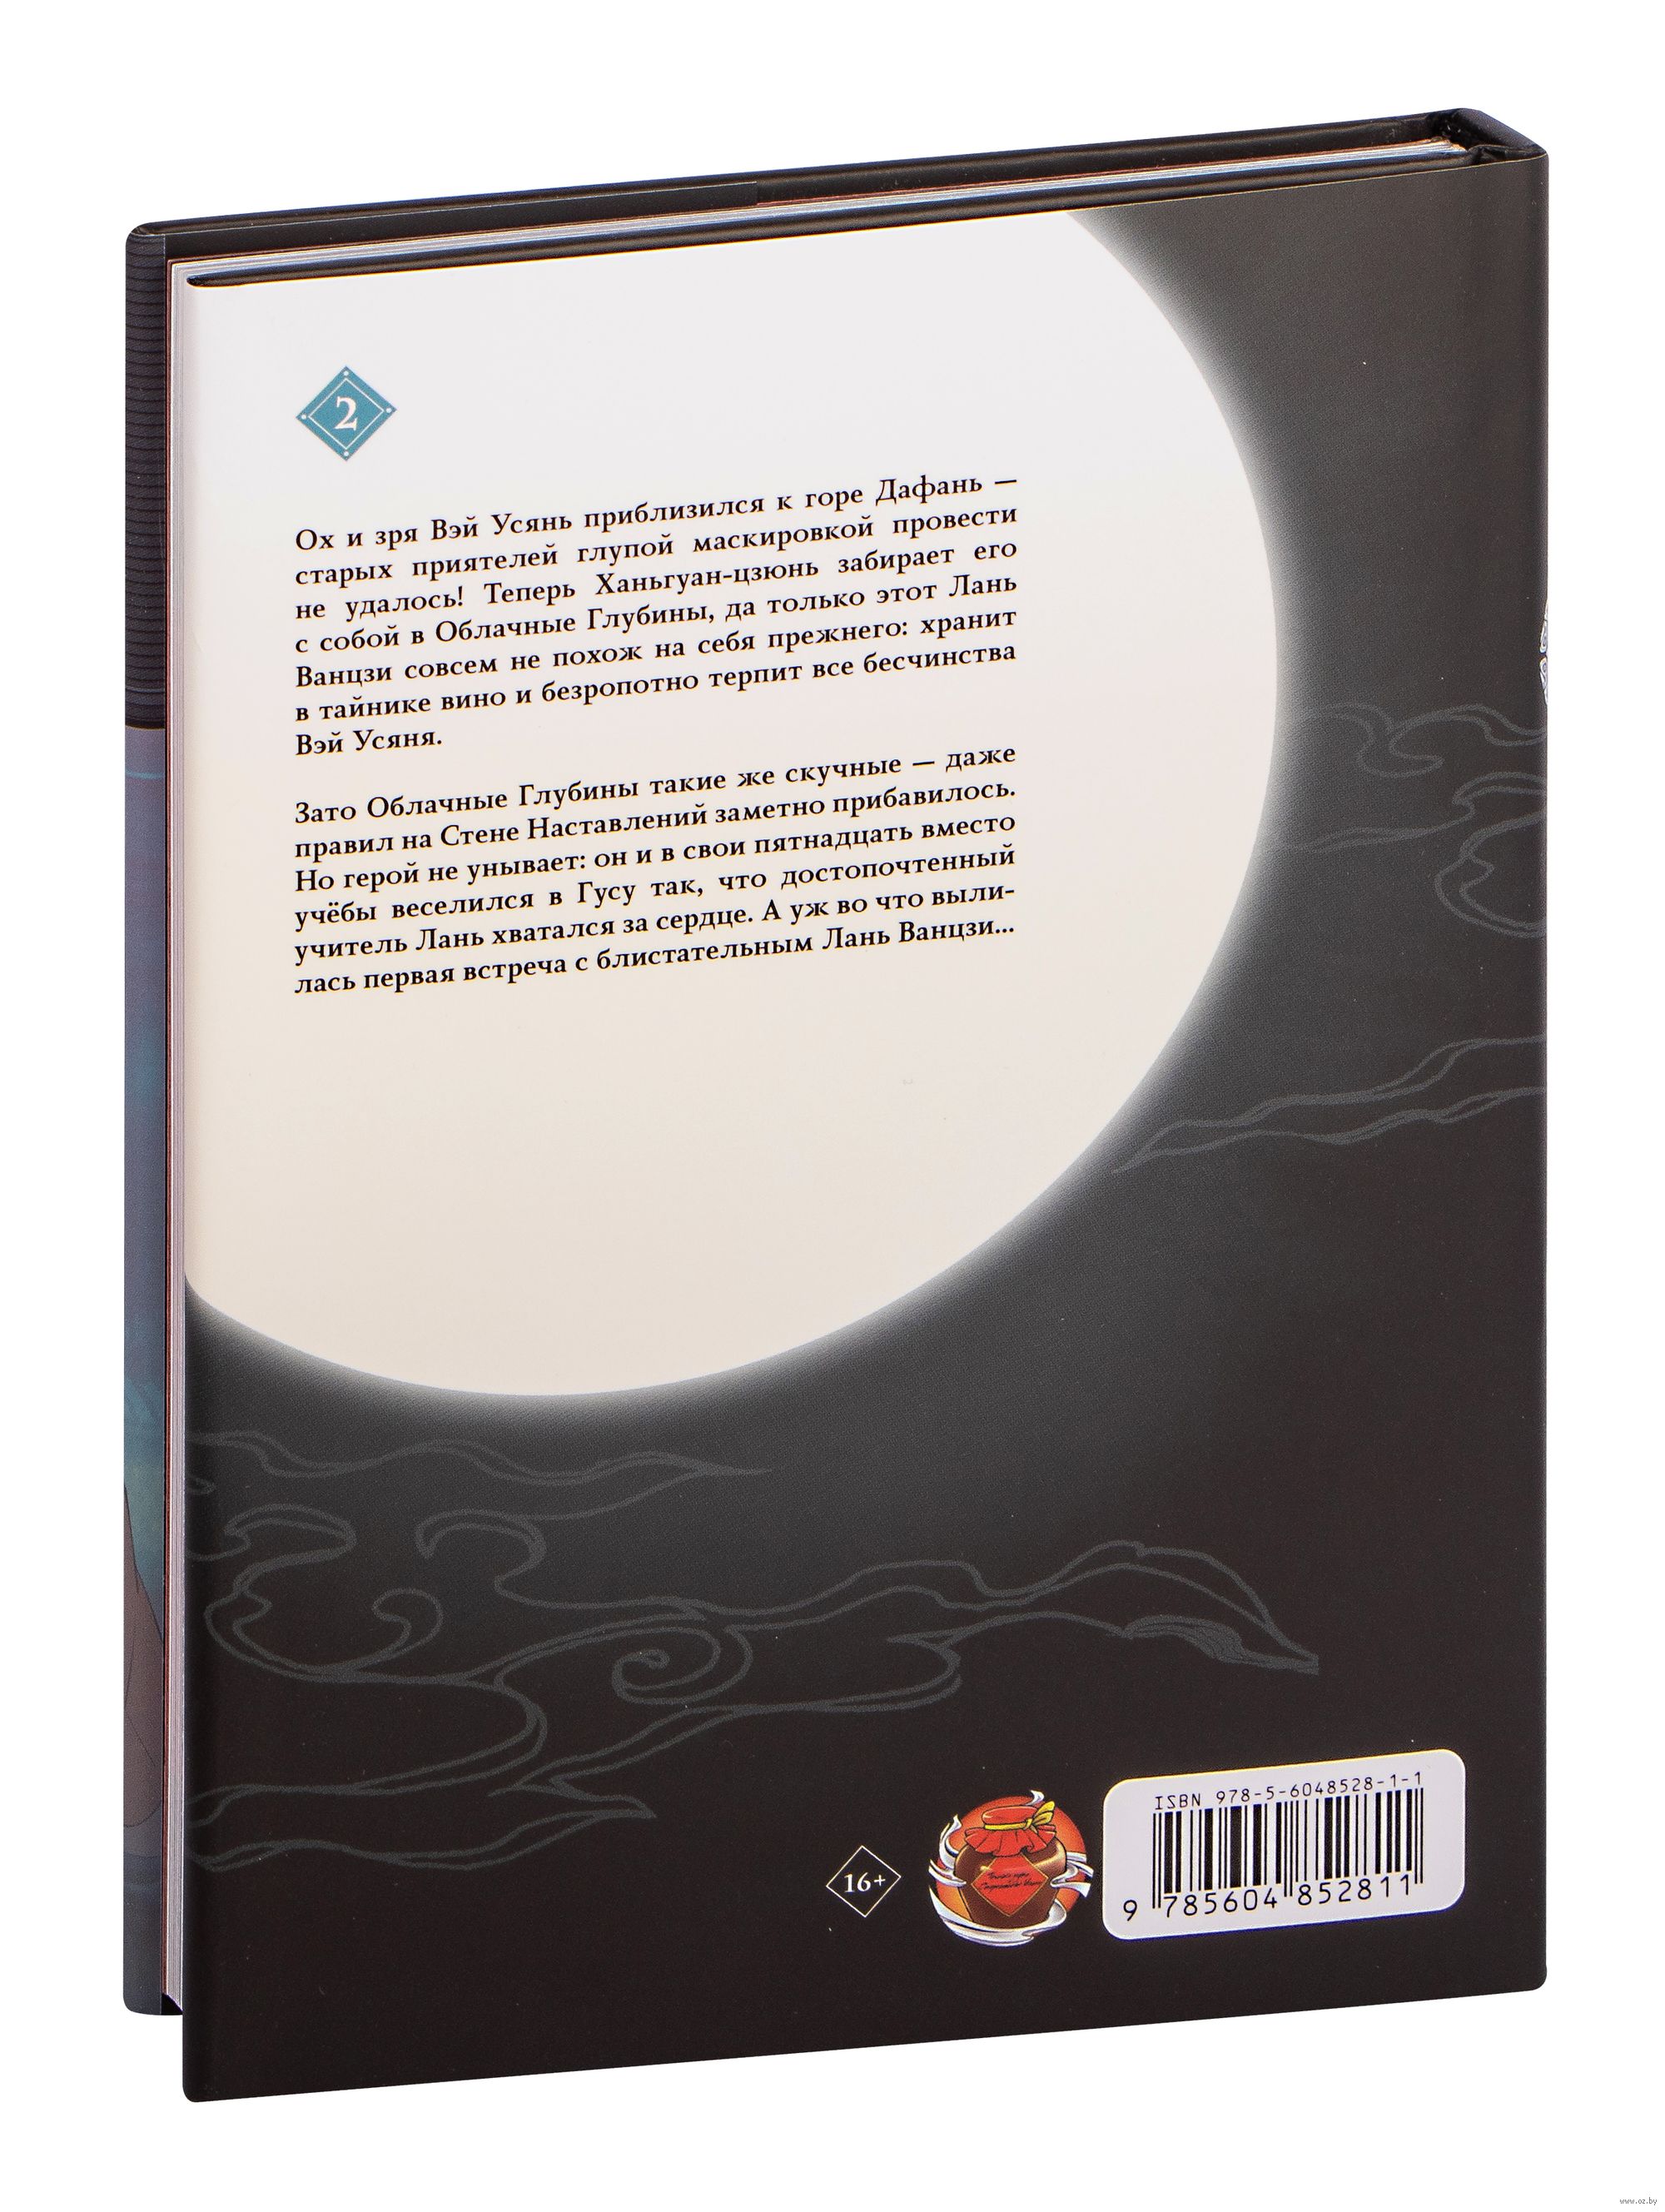 2
Ох и зря Вэй Усянь приблизился к горе Дафань —
старых приятелей глупой маскировкой провести
не удалось! Теперь Ханьгуан-цзюнь забирает его
с собой в Облачные Глубины, да только этот Лань
Ванцзи совсем не похож на себя прежнего: хранит
в тайнике вино и безропотно терпит все бесчинства
Вэй Усяня.
Зато Облачные Глубины такие же скучные — даже
правил на Стене Наставлений заметно прибавилось.
Но герой не унывает: он и в свои пятнадцать вместо
учёбы веселился в Гусу так, что достопочтенный
учитель Лань хватался за сердце. А уж во что выли-
лась первая встреча с блистательным Лань Ванцзи...
16+
ISBN 978-5-6048528-1-1
9 785604 852811
www.oz.by